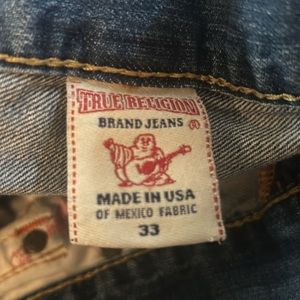 TRUE RELIGION
BRAND JEANS ®
MADE IN USA
OF MEXICO FABRIC
33